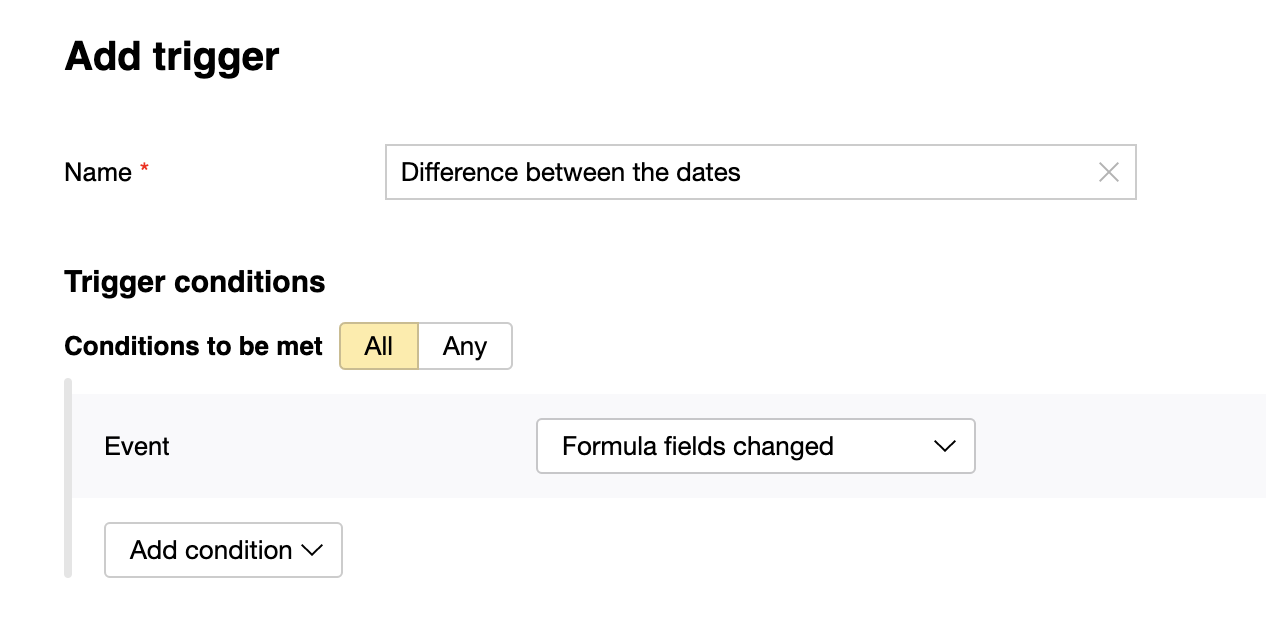 Add trigger
Name *
Difference between the dates
Trigger conditions
Conditions to be met All Any
Event Formula fields changed
Add condition